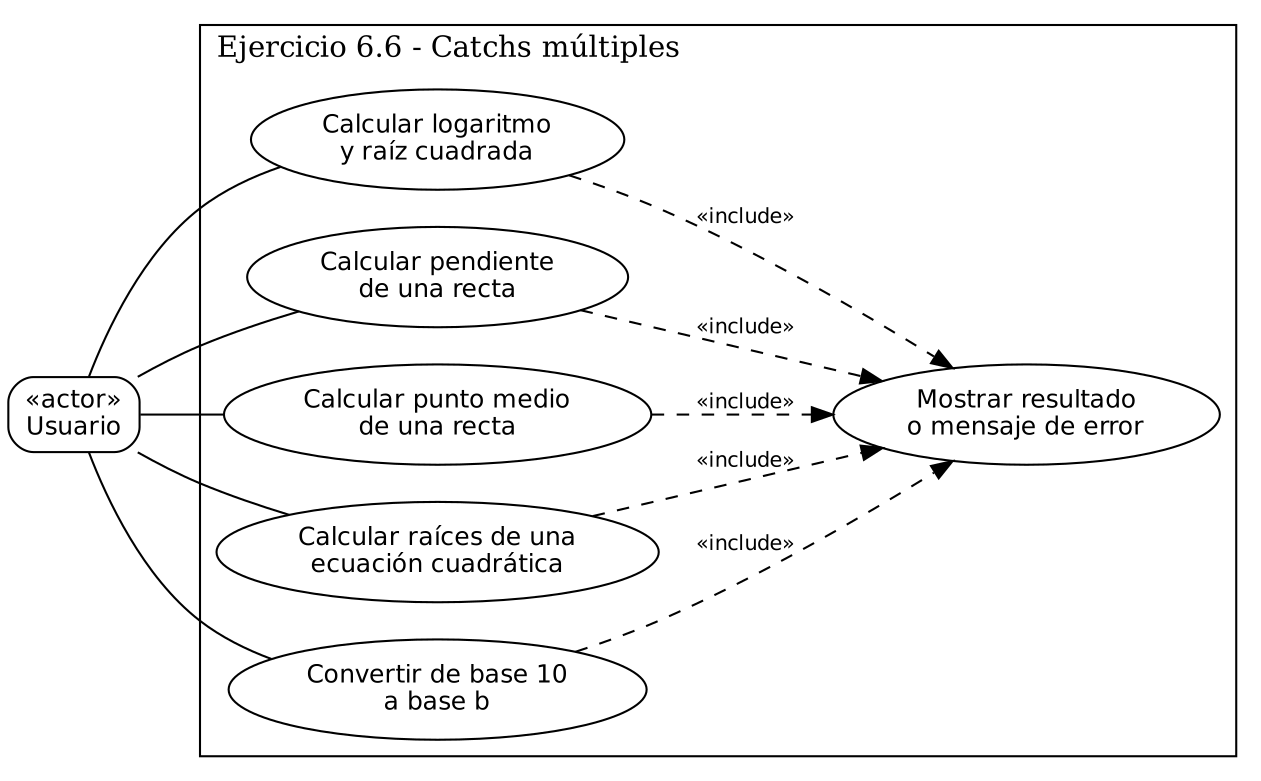 Ejercicio 6.6 - Catchs múltiples
Calcular logaritmo
y raíz cuadrada
«include»
Calcular pendiente
de una recta
«include»
«actor»
Usuario
Calcular punto medio
de una recta
«include»
Mostrar resultado
o mensaje de error
«include»
Calcular raíces de una
ecuación cuadrática
«include»
Convertir de base 10
a base b